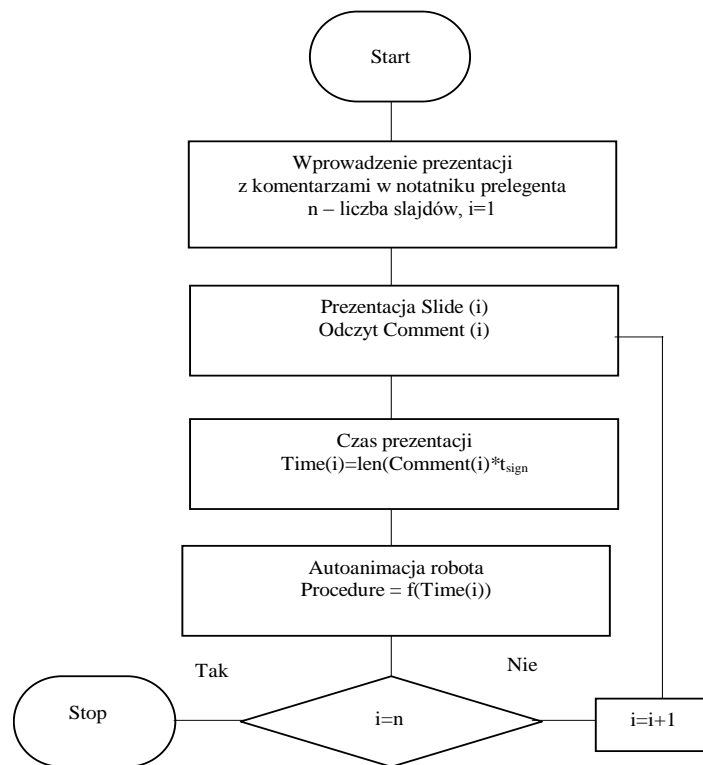 Start
Wprowadzenie prezentacji
z komentarzami w notatniku prelegenta
n – liczba slajdów, i=1
Prezentacja Slide (i)
Odczyt Comment (i)
Czas prezentacji
Time(i)=len(Comment(i)*tsign
Autoanimacja robota
Procedure = f(Time(i))
Tak
Nie
Stop
i=n
i=i+1